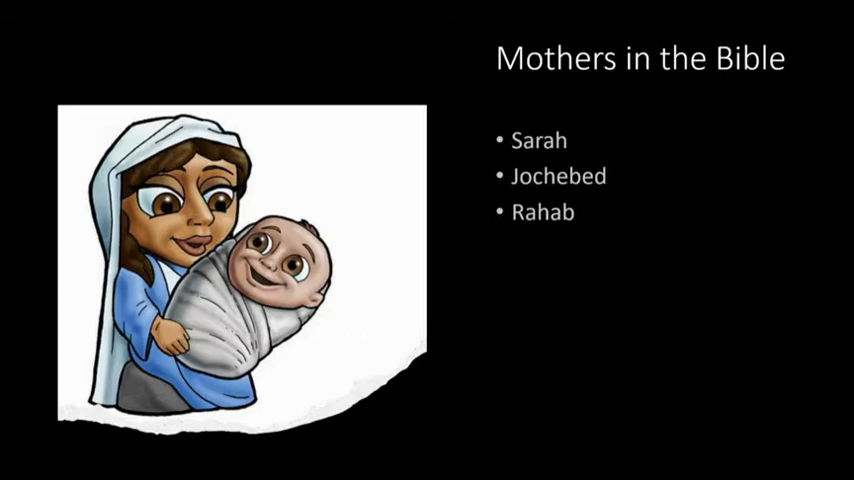 Mothers in the Bible
• Sarah
• Jochebed
• Rahab